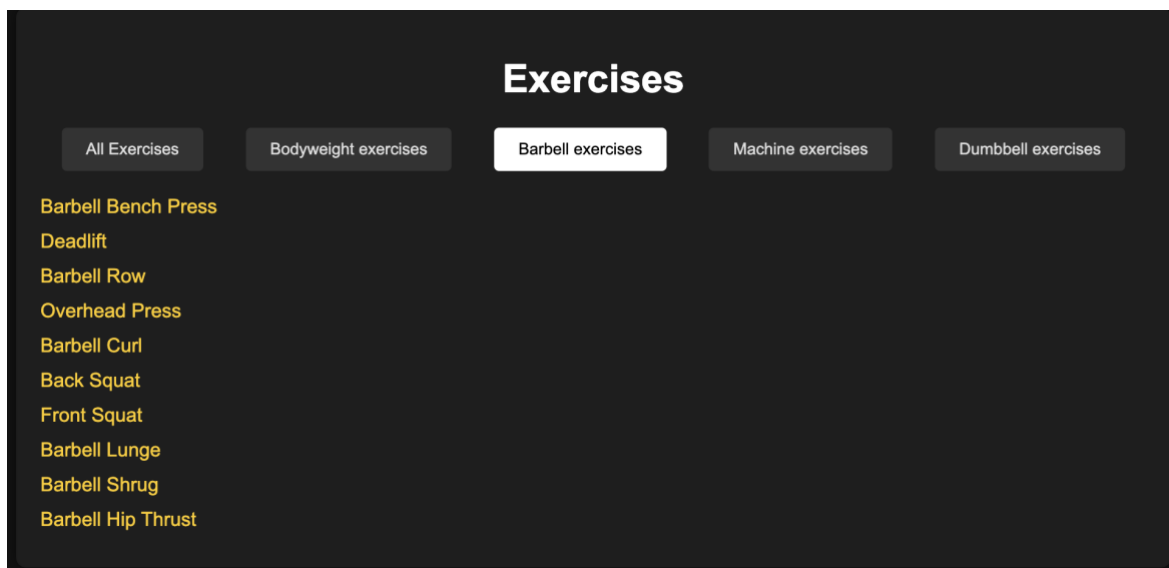 Exercises
All Exercises Bodyweight exercises Barbell exercises Machine exercises Dumbbell exercises
Barbell Bench Press
Deadlift
Barbell Row
Overhead Press
Barbell Curl
Back Squat
Front Squat
Barbell Lunge
Barbell Shrug
Barbell Hip Thrust